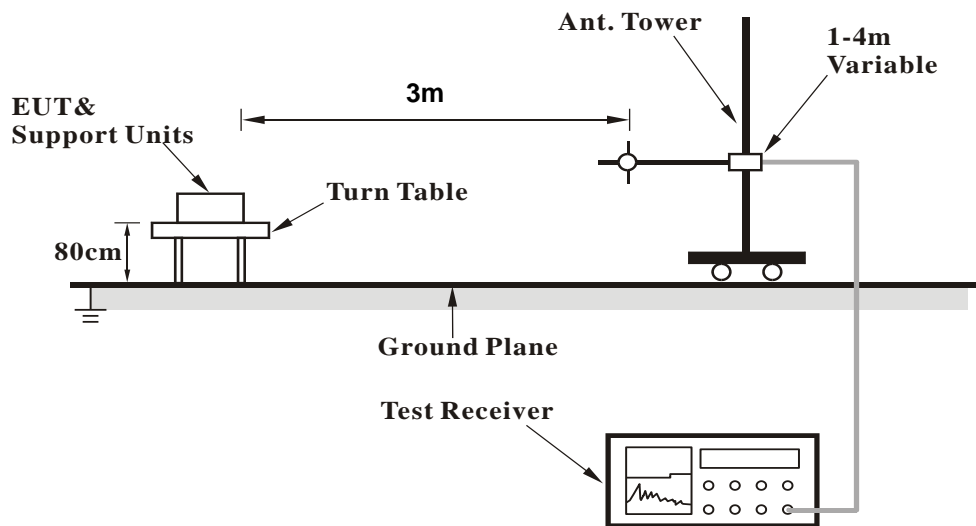 Ant. Tower
1-4m
Variable
3m
EUT&
Support Units
Turn Table
80cm
Ground Plane
Test Receiver